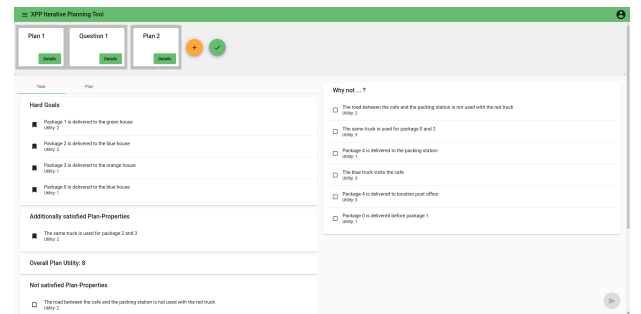 XPP Iterative Planning Tool
Plan 1
Question 1
Plan 2
Details
Details
Details
Task
Plan
Hard Goals
Package 1 is delivered to the green house
Utility: 2
Package 2 is delivered to the blue house
Utility: 2
Package 3 is delivered to the orange house
Utility: 1
Package 0 is delivered to the blue house
Utility: 1
Additionally satisfied Plan-Properties
The same truck is used for package 2 and 3
Utility: 2
Overall Plan Utility: 8
Not satisfied Plan-Properties
The road between the cafe and the packing station is not used with the red truck
Utility: 2
Why not ... ?
The road between the cafe and the packing station is not used with the red truck
Utility: 2
The same truck is used for package 0 and 2
Utility: 3
Package 4 is delivered to the packing station
Utility: 1
The blue truck visits the cafe
Utility: 3
Package 4 is delivered to location post office
Utility: 3
Package 0 is delivered before package 1
Utility: 1